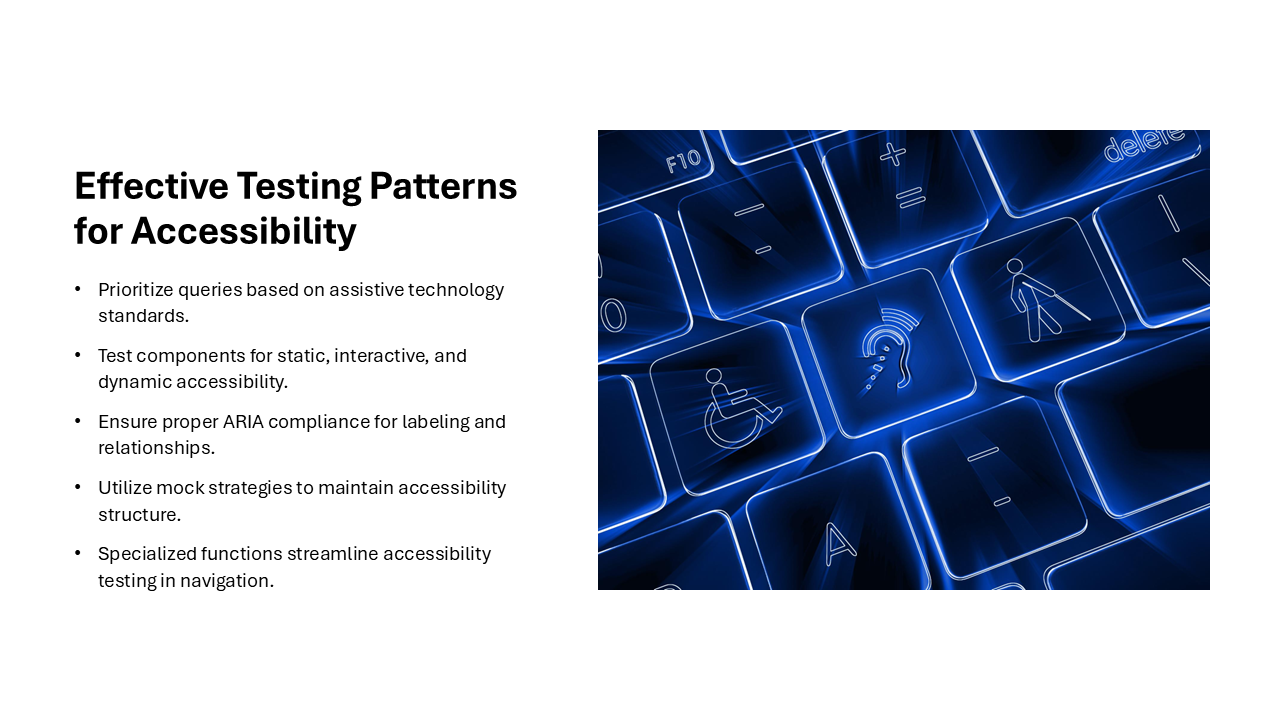 Effective Testing Patterns
for Accessibility
• Prioritize queries based on assistive technology
standards.
• Test components for static, interactive, and
dynamic accessibility.
• Ensure proper ARIA compliance for labeling and
relationships.
• Utilize mock strategies to maintain accessibility
structure.
• Specialized functions streamline accessibility
testing in navigation.
F10
+
=
delete
0
A